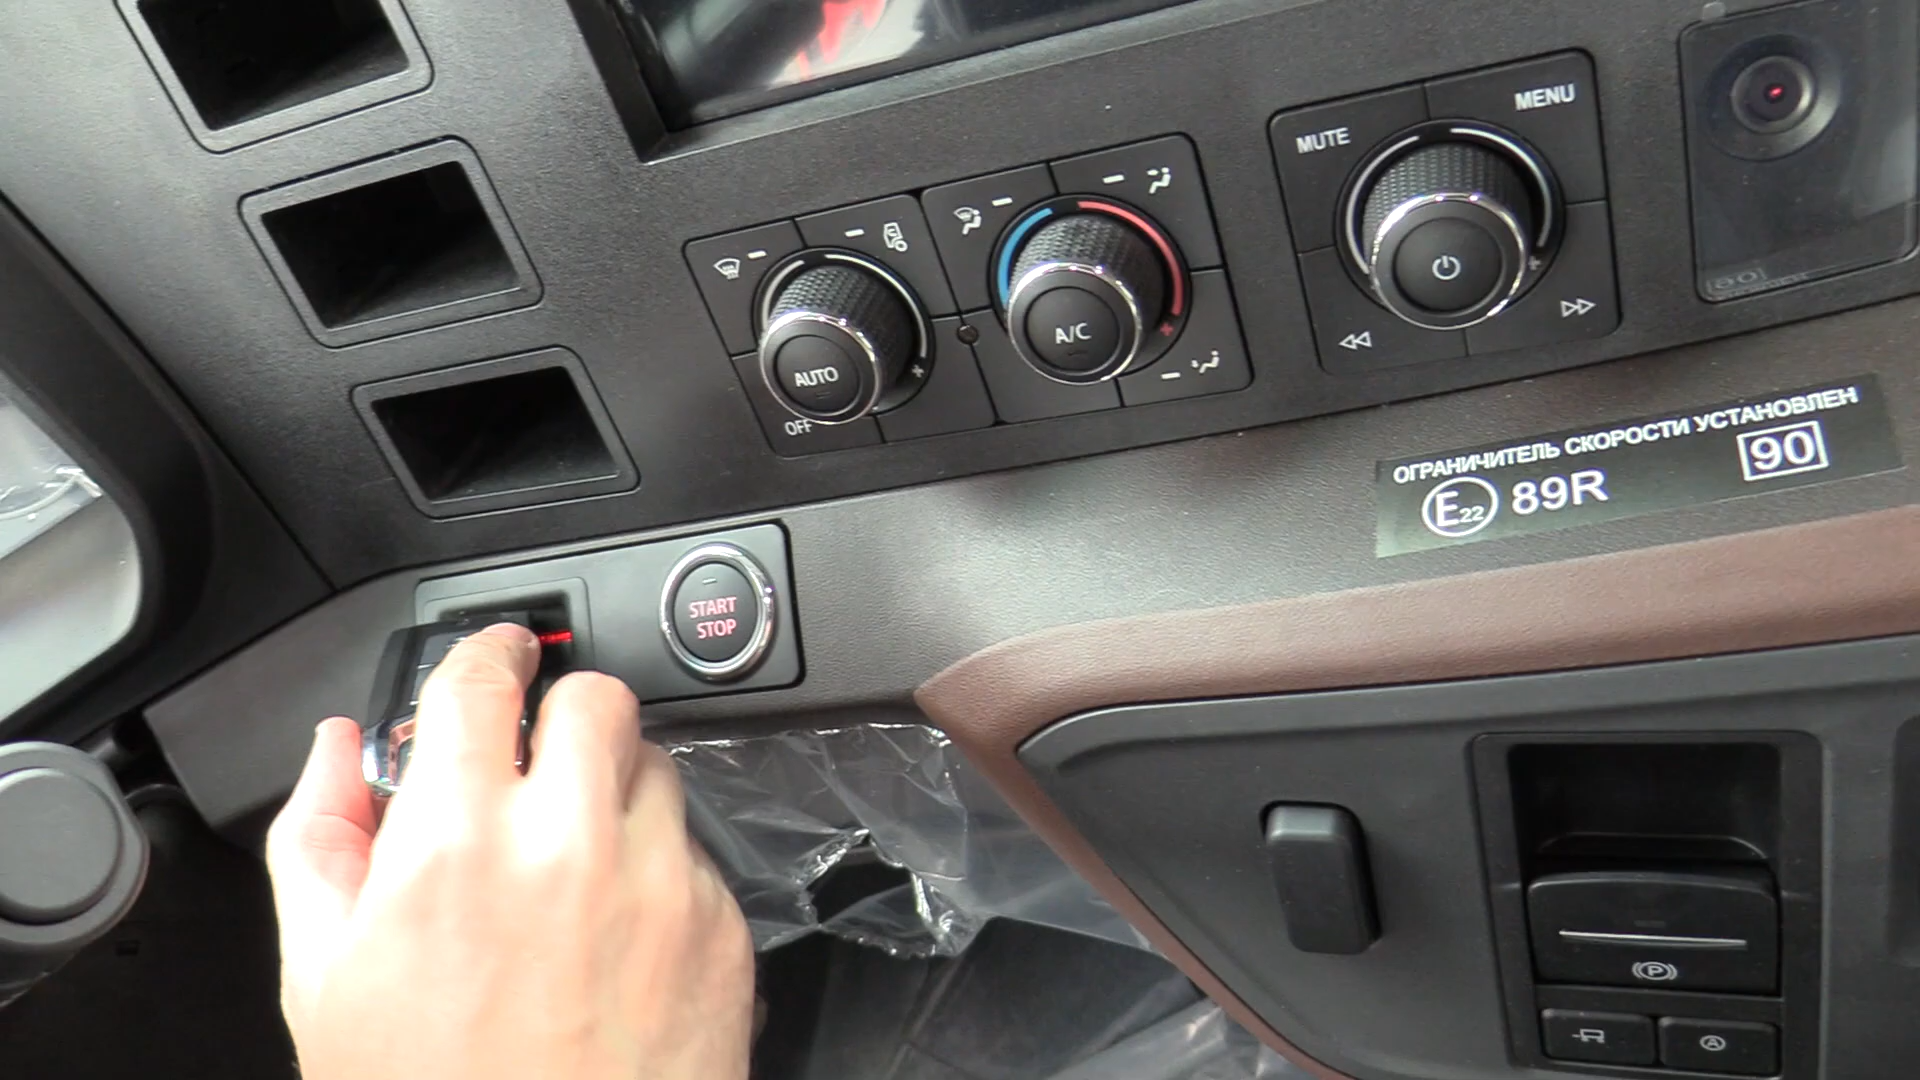 MENU
MUTE
A/C
AUTO
OFF
ОГРАНИЧИТЕЛЬ СКОРОСТИ УСТАНОВЛЕН
E22 89R 90
START
STOP
P
A